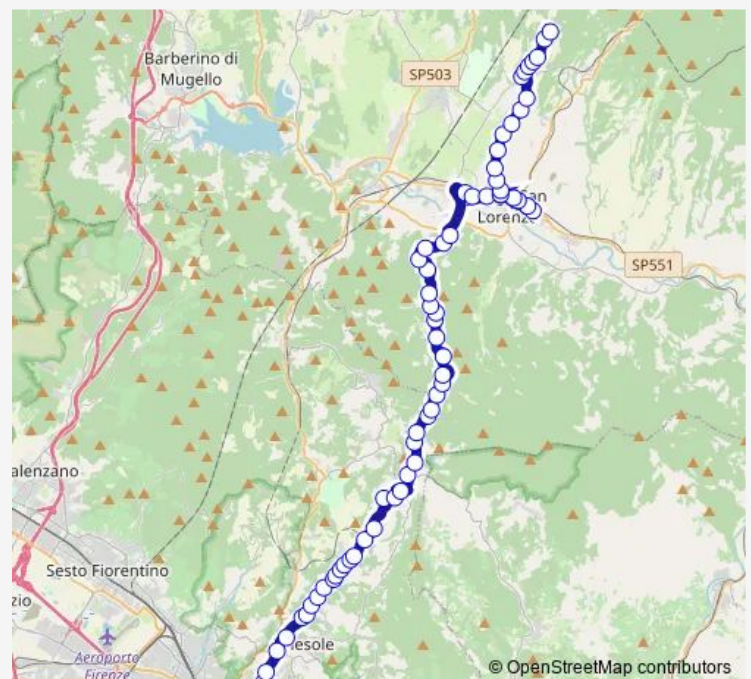 Barberino di
Mugello
SP503
San
Lorenzo
SP551
alenzano
Sesto Fiorentino
zio
esole
Aeroporto
Firenze
© OpenStreetMap contributors